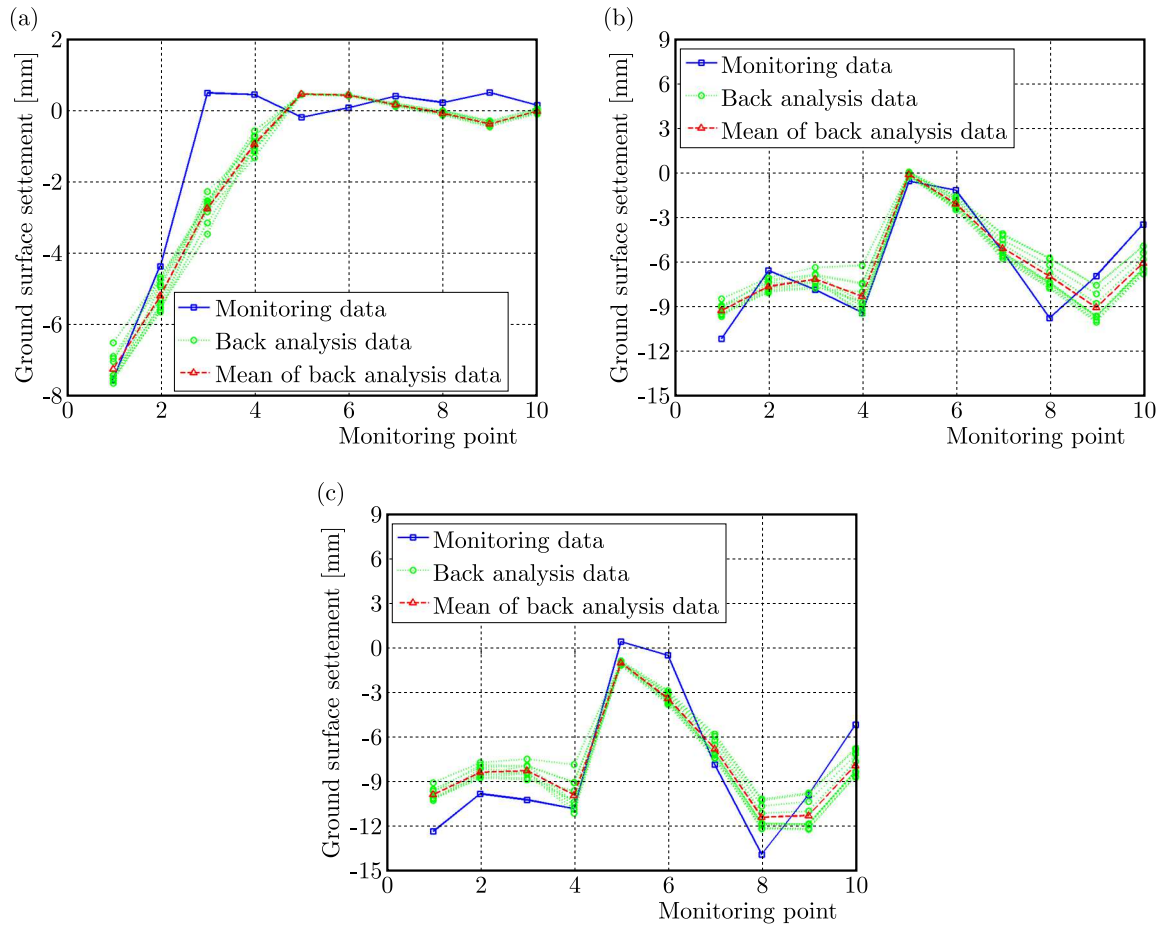 (a)
Ground surface settement [mm]
2
0
-2
-4
-6
-8
Monitoring data
Back analysis data
Mean of back analysis data
0 2 4 6 8 10
Monitoring point
(b)
Ground surface settement [mm]
9
6
3
0
-3
-6
-9
-12
-15
Monitoring data
Back analysis data
Mean of back analysis data
0 2 4 6 8 10
Monitoring point
(c)
Ground surface settement [mm]
9
6
3
0
-3
-6
-9
-12
-15
Monitoring data
Back analysis data
Mean of back analysis data
0 2 4 6 8 10
Monitoring point